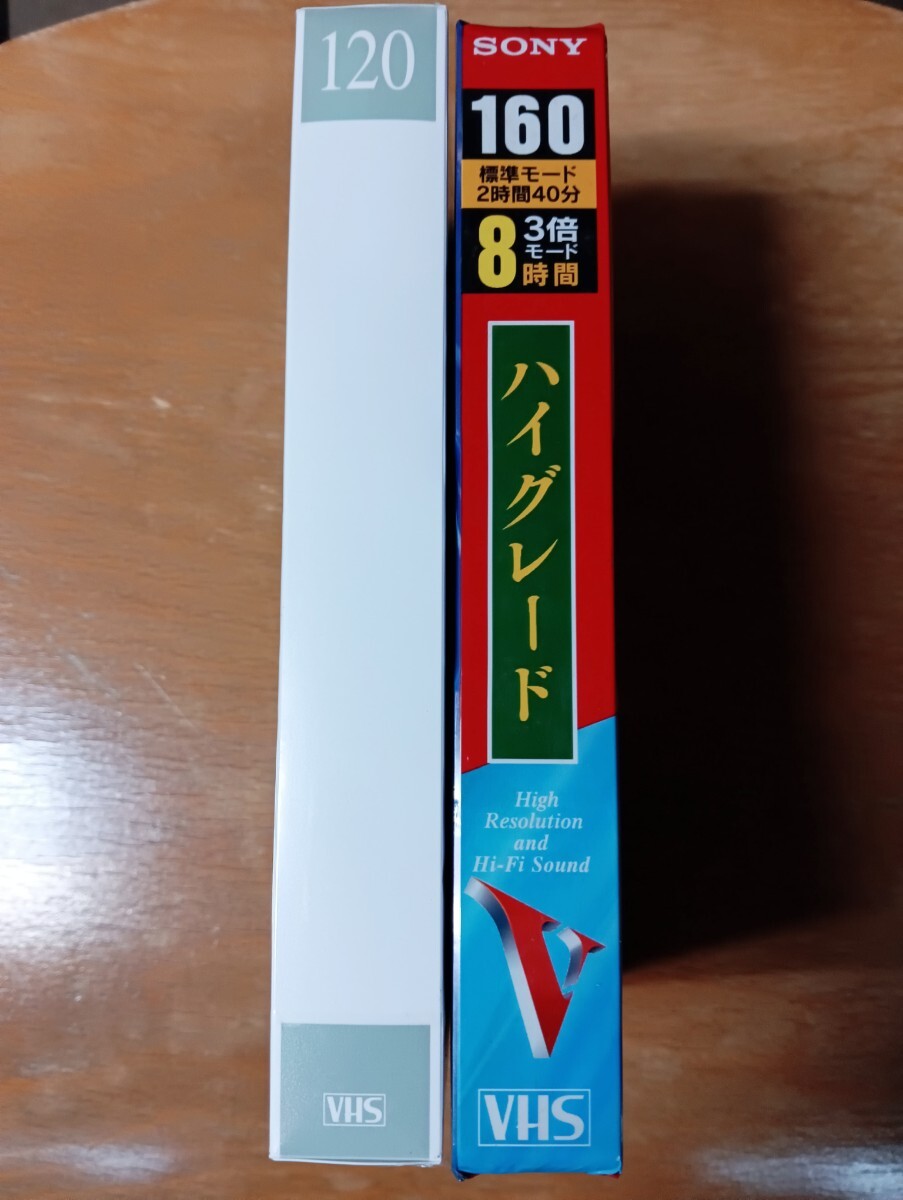 120
VHS
SONY
160
標準モード
2時間40分
8 3倍
モード
時間
ハイグレード
High
Resolution
and
Hi-Fi Sound
V
VHS